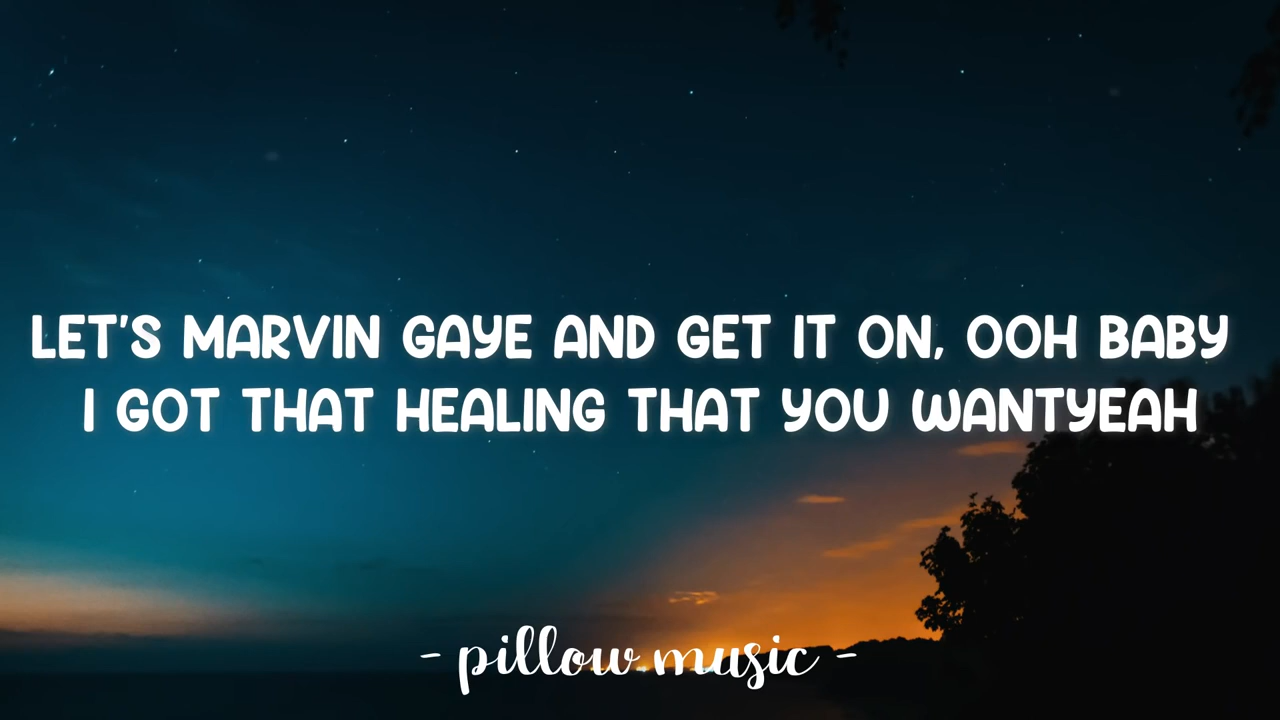 LET'S MARVIN GAYE AND GET IT ON, OOH BABY
I GOT THAT HEALING THAT YOU WANTYEAH
- pillow music -